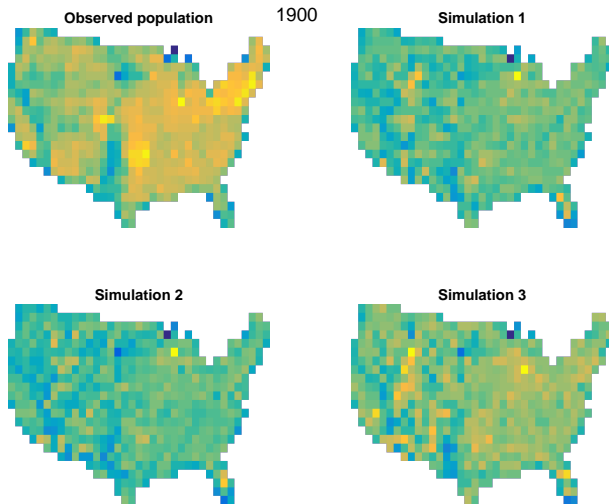 Observed population
1900
Simulation 1
Simulation 2
Simulation 3